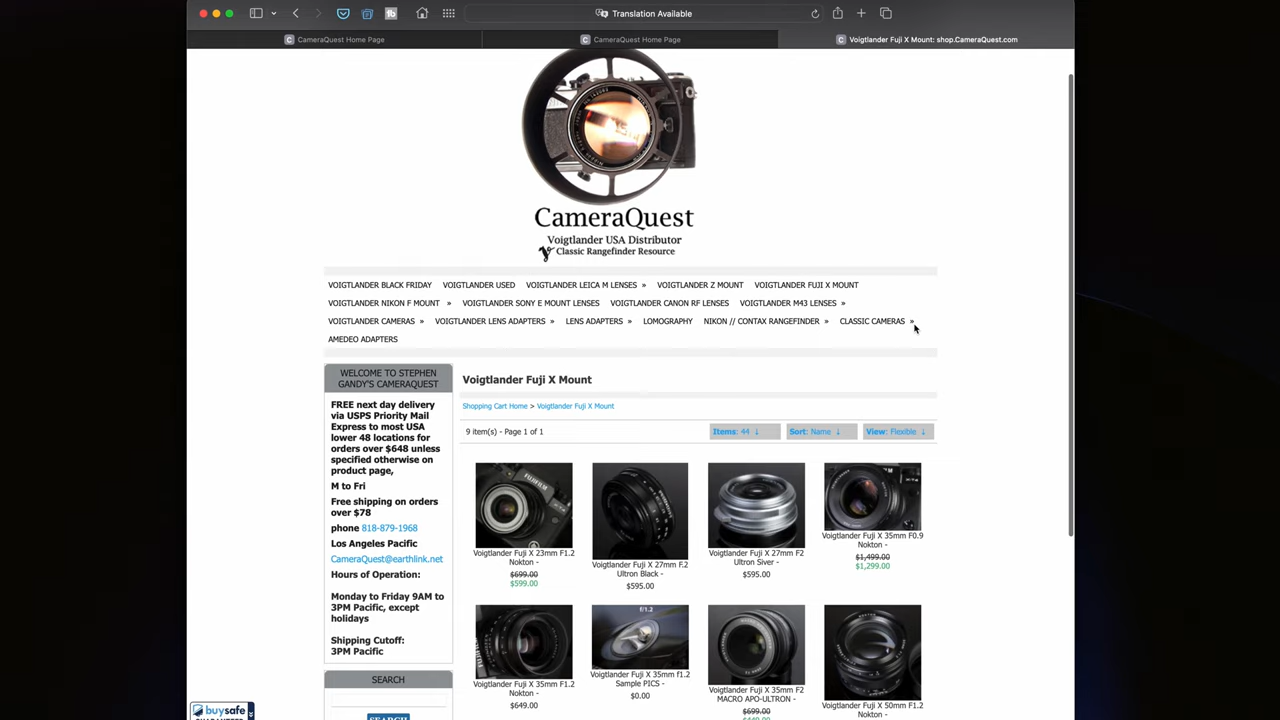 Translation Available
CameraQuest Home Page
CameraQuest Home Page
Voigtlander Fuji X Mount: shop.CameraQuest.com
CameraQuest
Voigtlander USA Distributor
Classic Rangefinder Resource
VOIGTLANDER BLACK FRIDAY VOIGTLANDER USED VOIGTLANDER LEICA M LENSES » VOIGTLANDER Z MOUNT VOIGTLANDER FUJI X MOUNT
VOIGTLANDER NIKON F MOUNT » VOIGTLANDER SONY E MOUNT LENSES VOIGTLANDER CANON RF LENSES VOIGTLANDER M43 LENSES »
VOIGTLANDER CAMERAS » VOIGTLANDER LENS ADAPTERS » LENS ADAPTERS » LOMOGRAPHY NIKON // CONTAX RANGEFINDER » CLASSIC CAMERAS »
AMEDEO ADAPTERS
WELCOME TO STEPHEN
GANDY'S CAMERAQUEST
FREE next day delivery
via USPS Priority Mail
Express to most USA
lower 48 locations for
orders over $648 unless
specified otherwise on
product page,
M to Fri
Free shipping on orders
over $78
phone 818-879-1968
Los Angeles Pacific
CameraQuest@earthlink.net
Hours of Operation:
Monday to Friday 9AM to
3PM Pacific, except
holidays
Shipping Cutoff:
3PM Pacific
SEARCH
SEARCH
buysafe
Voigtlander Fuji X Mount
Shopping Cart Home > Voigtlander Fuji X Mount
9 item(s) - Page 1 of 1
Items: 44 ↓ Sort: Name ↓ View: Flexible ↓
Voigtlander Fuji X 23mm F1.2
Nokton -
$699.00
$599.00
Voigtlander Fuji X 27mm F.2
Ultron Black -
$595.00
Voigtlander Fuji X 27mm F2
Ultron Siver -
$595.00
Voigtlander Fuji X 35mm F0.9
Nokton -
$1,499.00
$1,299.00
Voigtlander Fuji X 35mm F1.2
Nokton -
$649.00
f/1.2
Voigtlander Fuji X 35mm f1.2
Sample PICS -
$0.00
Voigtlander Fuji X 35mm F2
MACRO APO-ULTRON -
$699.00
Voigtlander Fuji X 50mm F1.2
Nokton -